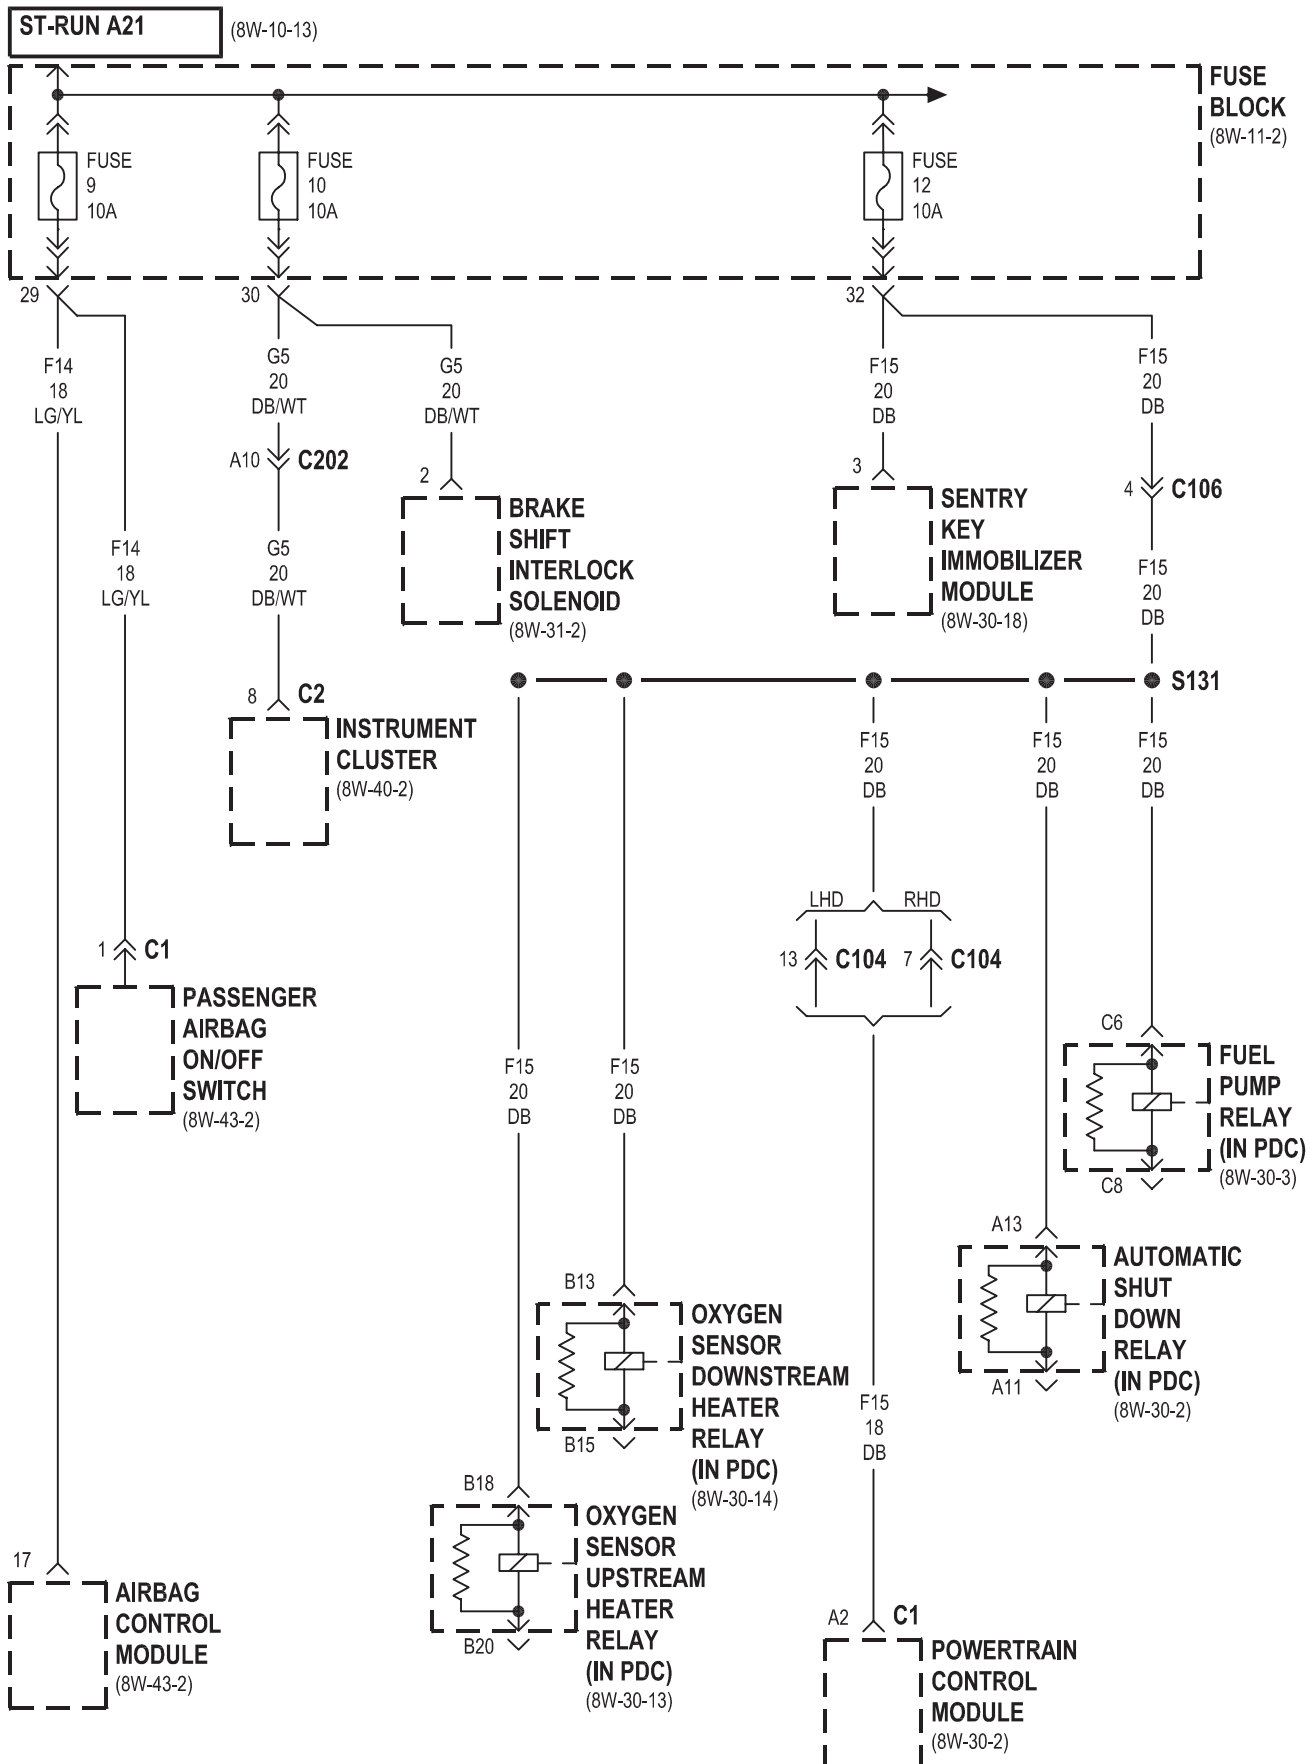 ST-RUN A21
(8W-10-13)
FUSE
BLOCK
(8W-11-2)
FUSE
9
10A
FUSE
10
10A
FUSE
12
10A
29
30
32
F14
18
LG/YL
G5
20
DB/WT
G5
20
DB/WT
F15
20
DB
F15
20
DB
A10
C202
2
BRAKE
SHIFT
INTERLOCK
SOLENOID
(8W-31-2)
3
SENTRY
KEY
IMMOBILIZER
MODULE
(8W-30-18)
4
C106
F14
18
LG/YL
G5
20
DB/WT
F15
20
DB
S131
8
C2
INSTRUMENT
CLUSTER
(8W-40-2)
F15
20
DB
F15
20
DB
F15
20
DB
LHD
RHD
13
C104
7
C104
1
C1
PASSENGER
AIRBAG
ON/OFF
SWITCH
(8W-43-2)
F15
20
DB
F15
20
DB
C6
FUEL
PUMP
RELAY
(IN PDC)
(8W-30-3)
C8
A13
AUTOMATIC
SHUT
DOWN
RELAY
(IN PDC)
(8W-30-2)
A11
B13
OXYGEN
SENSOR
DOWNSTREAM
HEATER
RELAY
(IN PDC)
(8W-30-14)
B15
F15
18
DB
B18
OXYGEN
SENSOR
UPSTREAM
HEATER
RELAY
(IN PDC)
(8W-30-13)
B20
17
AIRBAG
CONTROL
MODULE
(8W-43-2)
A2
C1
POWERTRAIN
CONTROL
MODULE
(8W-30-2)